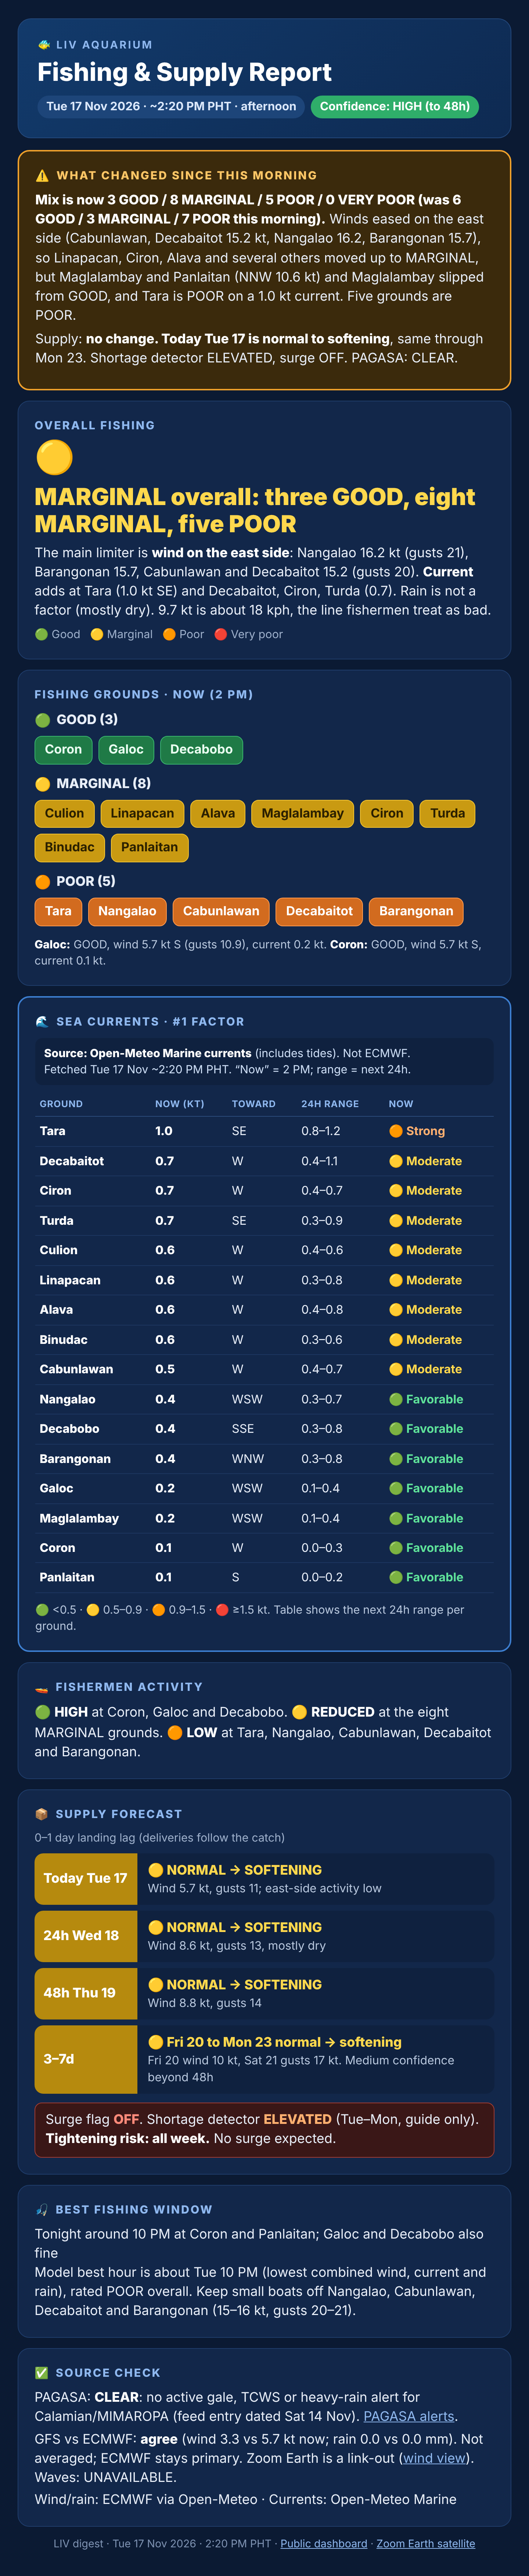 LIV AQUARIUM
Fishing & Supply Report
Tue 17 Nov 2026 · ~2:20 PM PHT · afternoon
Confidence: HIGH (to 48h)
WHAT CHANGED SINCE THIS MORNING
Mix is now 3 GOOD / 8 MARGINAL / 5 POOR / 0 VERY POOR (was 6
GOOD / 3 MARGINAL / 7 POOR this morning). Winds eased on the east
side (Cabunlawan, Decabaitot 15.2 kt, Nangalao 16.2, Barangonan 15.7),
so Linapacan, Ciron, Alava and several others moved up to MARGINAL,
but Maglalambay and Panlaitan (NNW 10.6 kt) and Maglalambay slipped
from GOOD, and Tara is POOR on a 1.0 kt current. Five grounds are
POOR.
Supply: no change. Today Tue 17 is normal to softening, same through
Mon 23. Shortage detector ELEVATED, surge OFF. PAGASA: CLEAR.
OVERALL FISHING
MARGINAL overall: three GOOD, eight
MARGINAL, five POOR
The main limiter is wind on the east side: Nangalao 16.2 kt (gusts 21),
Barangonan 15.7, Cabunlawan and Decabaitot 15.2 (gusts 20). Current
adds at Tara (1.0 kt SE) and Decabaitot, Ciron, Turda (0.7). Rain is not a
factor (mostly dry). 9.7 kt is about 18 kph, the line fishermen treat as bad.
Good Marginal Poor Very poor
FISHING GROUNDS · NOW (2 PM)
GOOD (3)
Coron Galoc Decabobo
MARGINAL (8)
Culion Linapacan Alava Maglalambay Ciron Turda
Binudac Panlaitan
POOR (5)
Tara Nangalao Cabunlawan Decabaitot Barangonan
Galoc: GOOD, wind 5.7 kt S (gusts 10.9), current 0.2 kt. Coron: GOOD, wind 5.7 kt S,
current 0.1 kt.
SEA CURRENTS · #1 FACTOR
Source: Open-Meteo Marine currents (includes tides). Not ECMWF.
Fetched Tue 17 Nov ~2:20 PM PHT. “Now” = 2 PM; range = next 24h.
GROUND NOW (KT) TOWARD 24H RANGE NOW
Tara 1.0 SE 0.8–1.2 Strong
Decabaitot 0.7 W 0.4–1.1 Moderate
Ciron 0.7 W 0.4–0.7 Moderate
Turda 0.7 SE 0.3–0.9 Moderate
Culion 0.6 W 0.4–0.6 Moderate
Linapacan 0.6 W 0.3–0.8 Moderate
Alava 0.6 W 0.4–0.8 Moderate
Binudac 0.6 W 0.3–0.6 Moderate
Cabunlawan 0.5 W 0.4–0.7 Moderate
Nangalao 0.4 WSW 0.3–0.7 Favorable
Decabobo 0.4 SSE 0.3–0.8 Favorable
Barangonan 0.4 WNW 0.3–0.8 Favorable
Galoc 0.2 WSW 0.1–0.4 Favorable
Maglalambay 0.2 WSW 0.1–0.4 Favorable
Coron 0.1 W 0.0–0.3 Favorable
Panlaitan 0.1 S 0.0–0.2 Favorable
<0.5 · 0.5–0.9 · 0.9–1.5 · ≥1.5 kt. Table shows the next 24h range per
ground.
FISHERMEN ACTIVITY
HIGH at Coron, Galoc and Decabobo. REDUCED at the eight
MARGINAL grounds. LOW at Tara, Nangalao, Cabunlawan, Decabaitot
and Barangonan.
SUPPLY FORECAST
0–1 day landing lag (deliveries follow the catch)
Today Tue 17
NORMAL → SOFTENING
Wind 5.7 kt, gusts 11; east-side activity low
24h Wed 18
NORMAL → SOFTENING
Wind 8.6 kt, gusts 13, mostly dry
48h Thu 19
NORMAL → SOFTENING
Wind 8.8 kt, gusts 14
3–7d
Fri 20 to Mon 23 normal → softening
Fri 20 wind 10 kt, Sat 21 gusts 17 kt. Medium confidence
beyond 48h
Surge flag OFF. Shortage detector ELEVATED (Tue–Mon, guide only).
Tightening risk: all week. No surge expected.
BEST FISHING WINDOW
Tonight around 10 PM at Coron and Panlaitan; Galoc and Decabobo also
fine
Model best hour is about Tue 10 PM (lowest combined wind, current and
rain), rated POOR overall. Keep small boats off Nangalao, Cabunlawan,
Decabaitot and Barangonan (15–16 kt, gusts 20–21).
SOURCE CHECK
PAGASA: CLEAR: no active gale, TCWS or heavy-rain alert for
Calamian/MIMAROPA (feed entry dated Sat 14 Nov). PAGASA alerts.
GFS vs ECMWF: agree (wind 3.3 vs 5.7 kt now; rain 0.0 vs 0.0 mm). Not
averaged; ECMWF stays primary. Zoom Earth is a link-out (wind view).
Waves: UNAVAILABLE.
Wind/rain: ECMWF via Open-Meteo · Currents: Open-Meteo Marine
LIV digest · Tue 17 Nov 2026 · 2:20 PM PHT · Public dashboard · Zoom Earth satellite